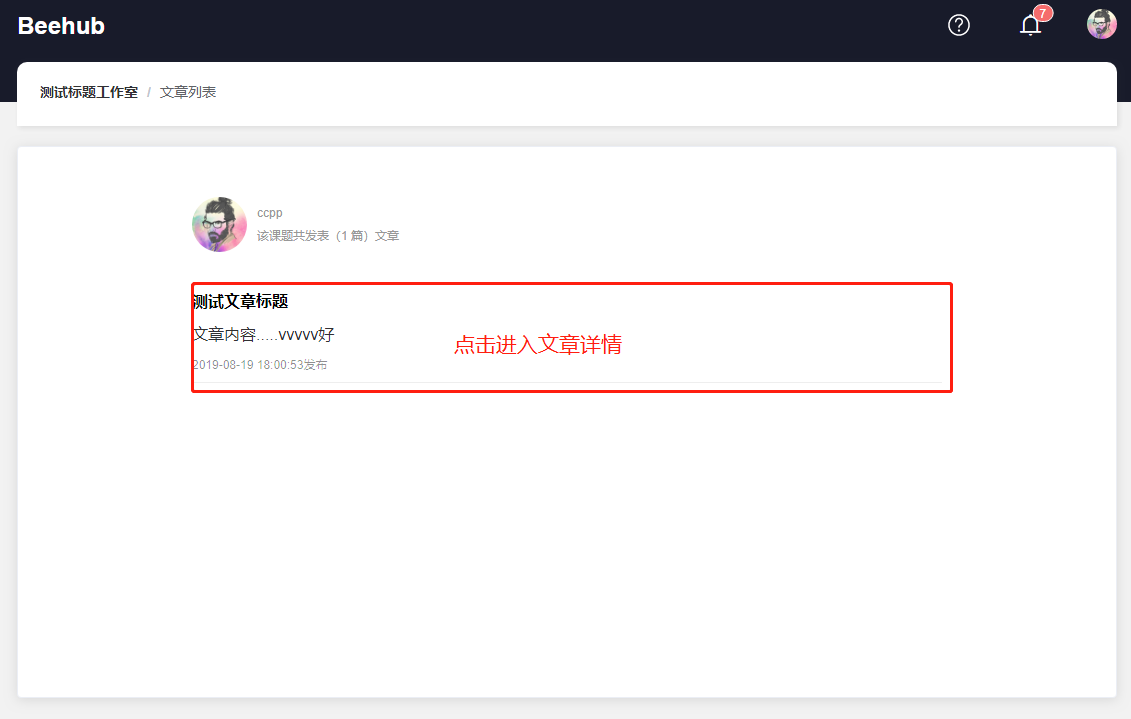 Beehub
7
测试标题工作室 / 文章列表
ccpp
该课题共发表（1 篇）文章
测试文章标题
文章内容.....vvvvv好
点击进入文章详情
2019-08-19 18:00:53发布